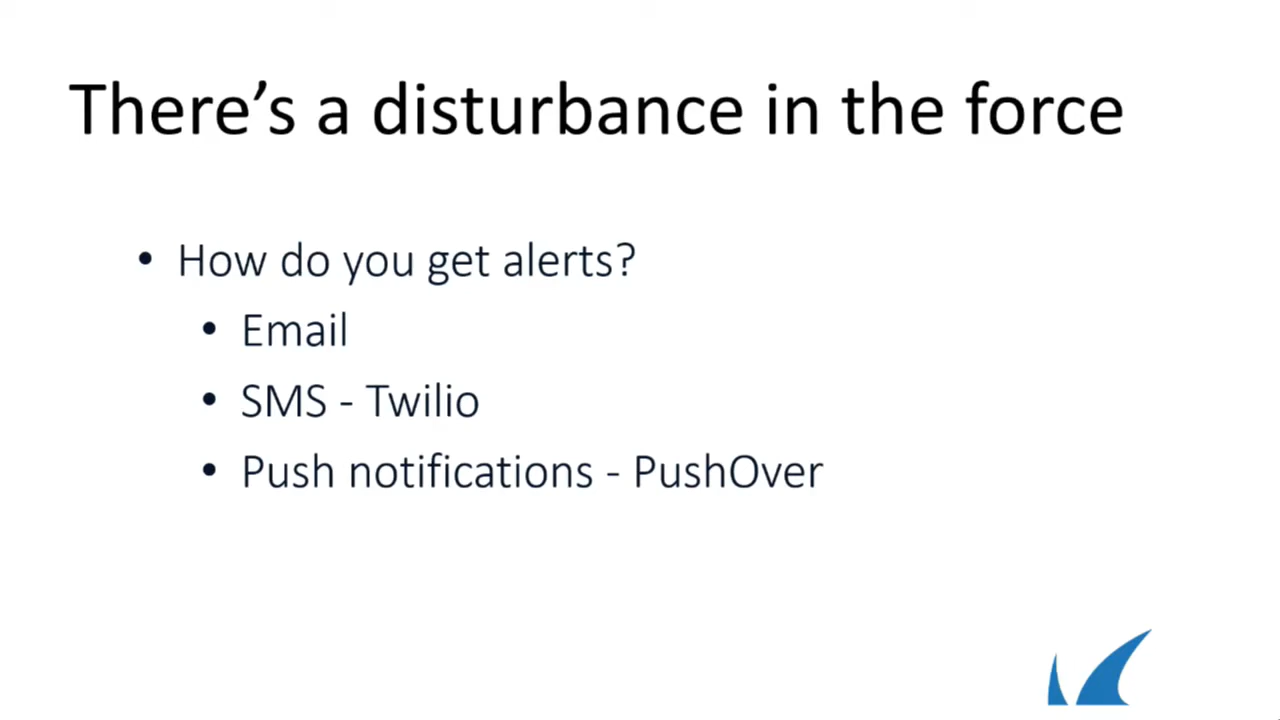 There’s a disturbance in the force
• How do you get alerts?
• Email
• SMS - Twilio
• Push notifications - PushOver